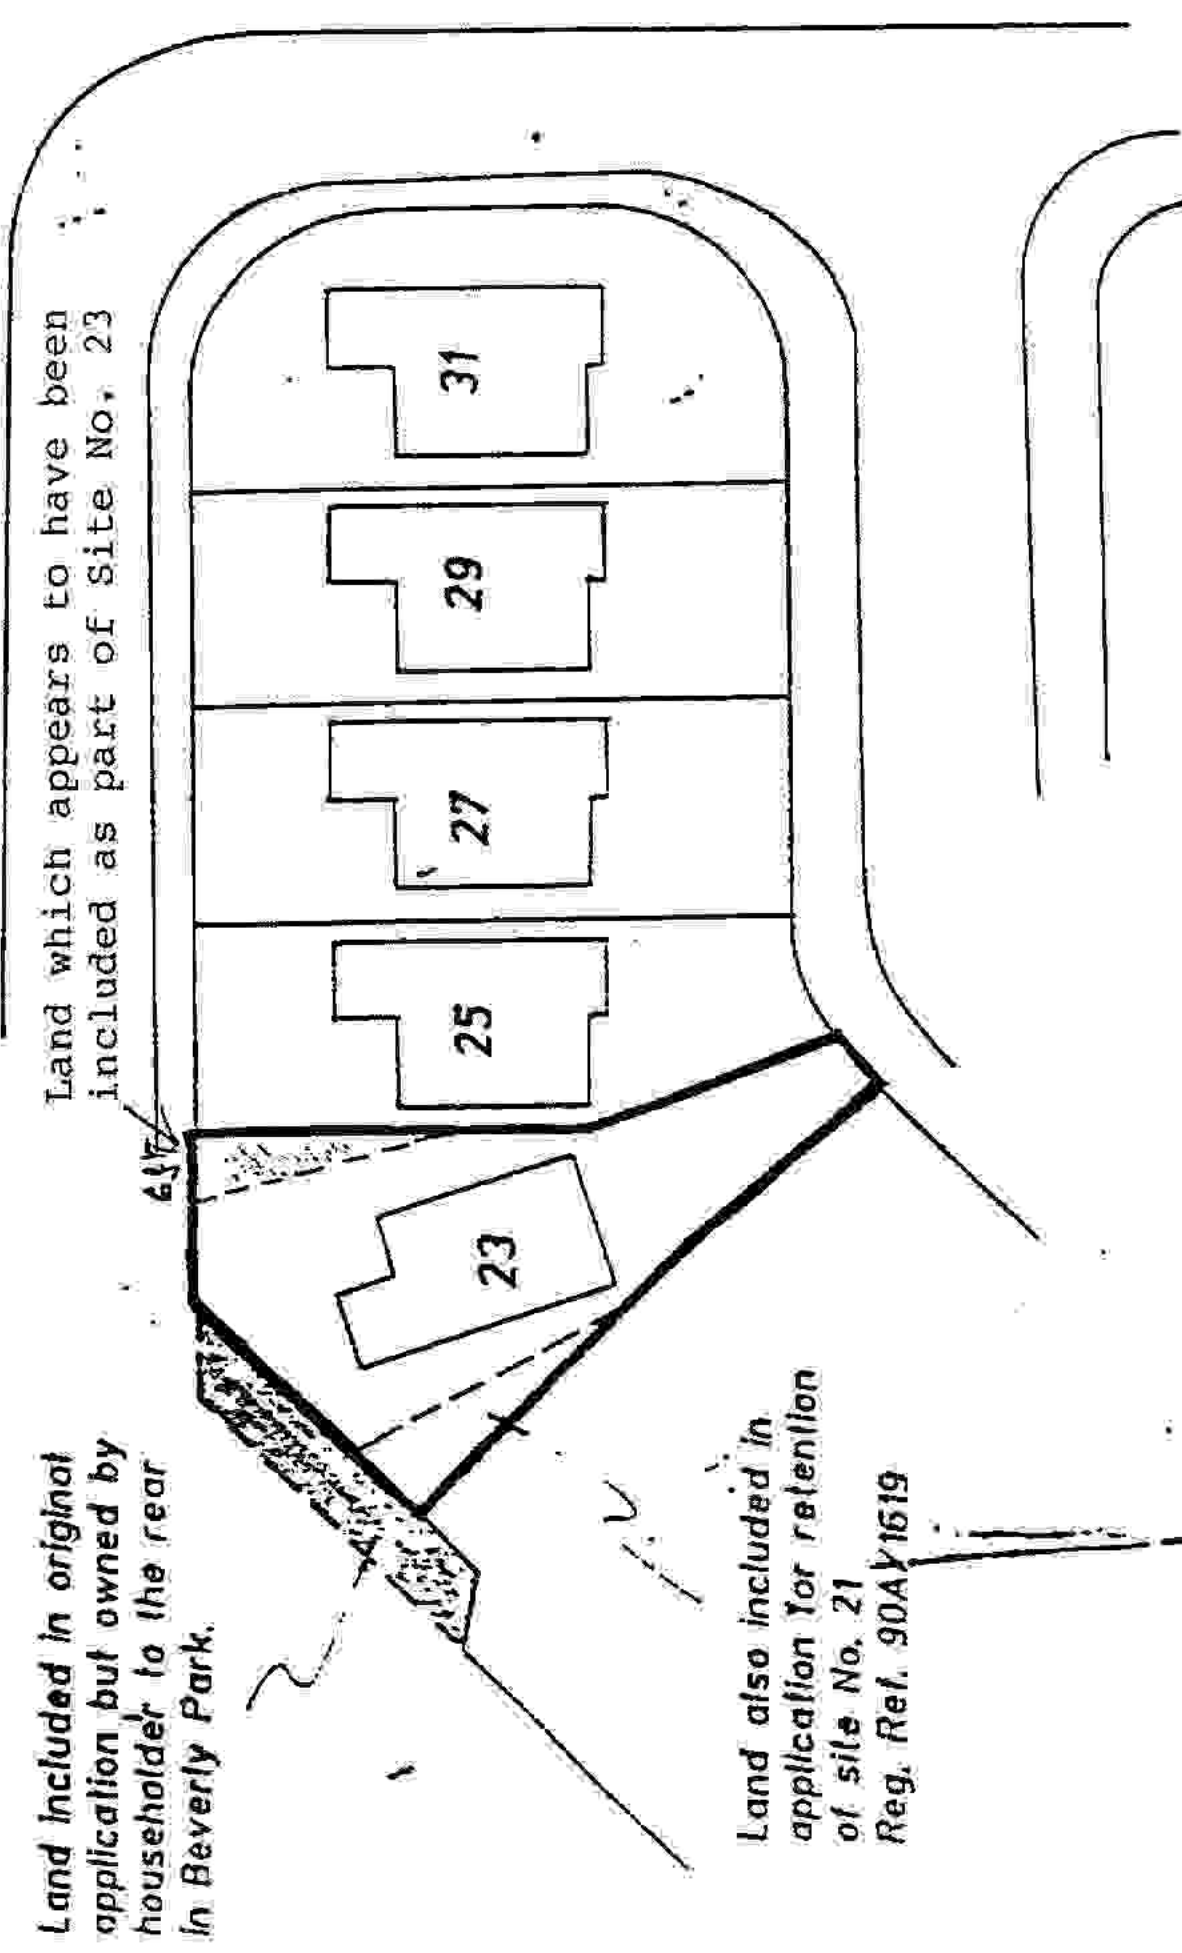 Land included in original
application but owned by
householder to the rear
in Beverly Park.
Land which appears to have been
included as part of site No. 23
23
25
27
29
31
Land also included in
application for retention
of site No. 21
Reg. Ref. 90A/1619